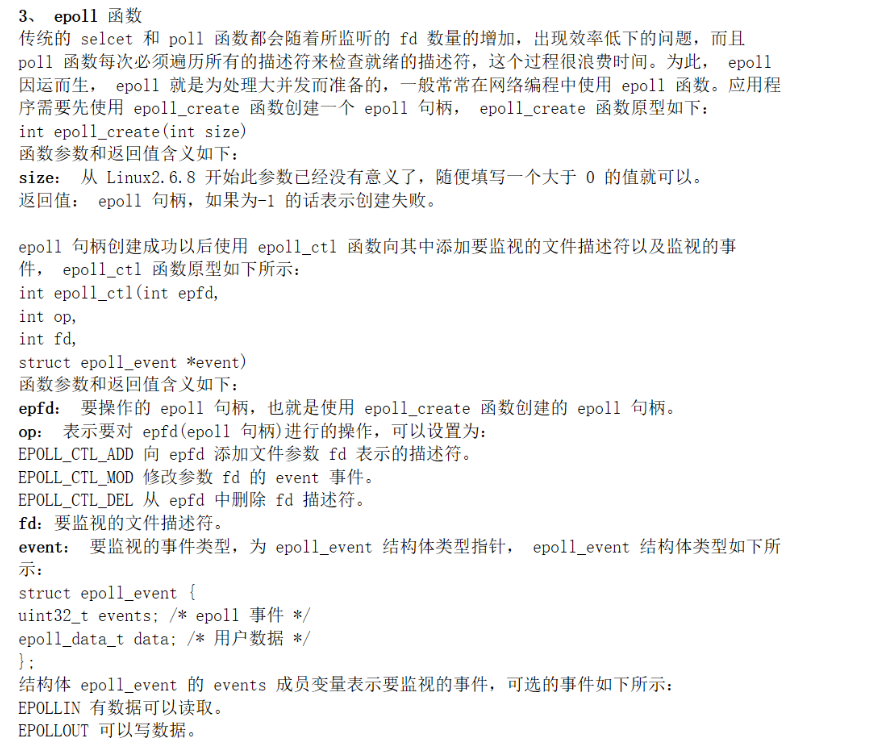 3、 epoll 函数
传统的 selcet 和 poll 函数都会随着所监听的 fd 数量的增加，出现效率低下的问题，而且
poll 函数每次必须遍历所有的描述符来检查就绪的描述符，这个过程很浪费时间。为此， epoll
因运而生， epoll 就是为处理大并发而准备的，一般常常在网络编程中使用 epoll 函数。应用程
序需要先使用 epoll_create 函数创建一个 epoll 句柄， epoll_create 函数原型如下：
int epoll_create(int size)
函数参数和返回值含义如下：
size： 从 Linux2.6.8 开始此参数已经没有意义了，随便填写一个大于 0 的值就可以。
返回值： epoll 句柄，如果为-1 的话表示创建失败。
epoll 句柄创建成功以后使用 epoll_ctl 函数向其中添加要监视的文件描述符以及监视的事
件， epoll_ctl 函数原型如下所示：
int epoll_ctl(int epfd,
int op,
int fd,
struct epoll_event *event)
函数参数和返回值含义如下：
epfd： 要操作的 epoll 句柄，也就是使用 epoll_create 函数创建的 epoll 句柄。
op： 表示要对 epfd(epoll 句柄)进行的操作，可以设置为：
EPOLL_CTL_ADD 向 epfd 添加文件参数 fd 表示的描述符。
EPOLL_CTL_MOD 修改参数 fd 的 event 事件。
EPOLL_CTL_DEL 从 epfd 中删除 fd 描述符。
fd：要监视的文件描述符。
event： 要监视的事件类型，为 epoll_event 结构体类型指针， epoll_event 结构体类型如下所
示：
struct epoll_event {
uint32_t events; /* epoll 事件 */
epoll_data_t data; /* 用户数据 */
};
结构体 epoll_event 的 events 成员变量表示要监视的事件，可选的事件如下所示：
EPOLLIN 有数据可以读取。
EPOLLOUT 可以写数据。